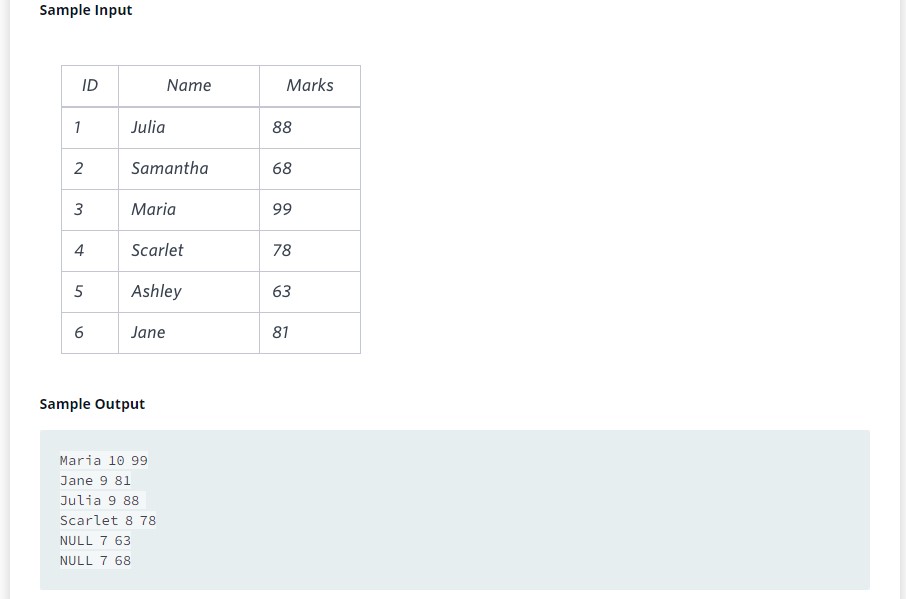 Sample Input
ID Name Marks
1 Julia 88
2 Samantha 68
3 Maria 99
4 Scarlet 78
5 Ashley 63
6 Jane 81
Sample Output
Maria 10 99
Jane 9 81
Julia 9 88
Scarlet 8 78
NULL 7 63
NULL 7 68